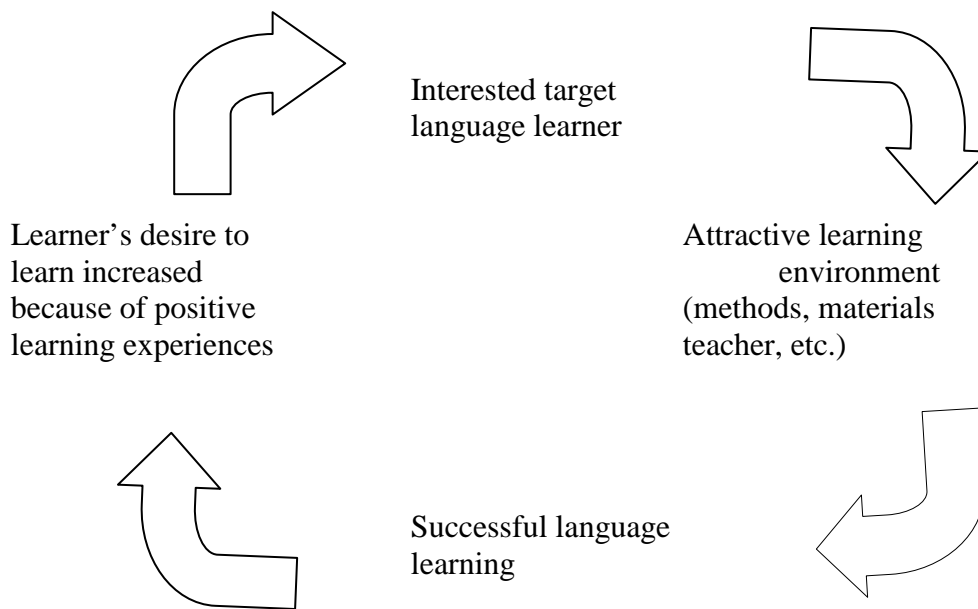 Interested target
language learner
Learner’s desire to
learn increased
because of positive
learning experiences
Attractive learning
environment
(methods, materials
teacher, etc.)
Successful language
learning